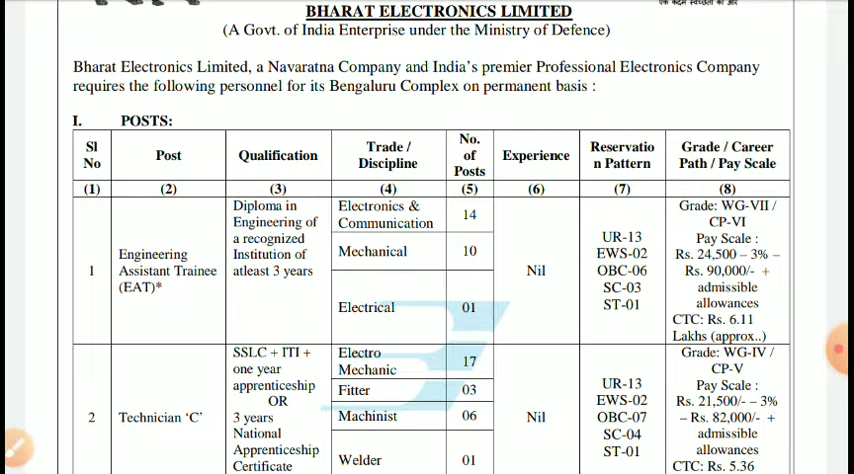 एक कदम स्वच्छता की ओर
BHARAT ELECTRONICS LIMITED
(A Govt. of India Enterprise under the Ministry of Defence)
Bharat Electronics Limited, a Navaratna Company and India's premier Professional Electronics Company
requires the following personnel for its Bengaluru Complex on permanent basis :
I. POSTS:
Sl No | Post | Qualification | Trade / Discipline | No. of Posts | Experience | Reservatio n Pattern | Grade / Career Path / Pay Scale
(1) | (2) | (3) | (4) | (5) | (6) | (7) | (8)
1
Engineering
Assistant Trainee
(EAT)*
Diploma in
Engineering of
a recognized
Institution of
atleast 3 years
Electronics &
Communication
14
Mechanical
10
Electrical
01
Nil
UR-13
EWS-02
OBC-06
SC-03
ST-01
Grade: WG-VII /
CP-VI
Pay Scale :
Rs. 24,500 – 3% –
Rs. 90,000/- +
admissible
allowances
CTC: Rs. 6.11
Lakhs (approx..)
2
Technician ‘C’
SSLC + ITI +
one year
apprenticeship
OR
3 years
National
Apprenticeship
Certificate
Electro
Mechanic
17
Fitter
03
Machinist
06
Welder
01
Nil
UR-13
EWS-02
OBC-07
SC-04
ST-01
Grade: WG-IV /
CP-V
Pay Scale :
Rs. 21,500/- – 3%
– Rs. 82,000/- +
admissible
allowances
CTC: Rs. 5.36